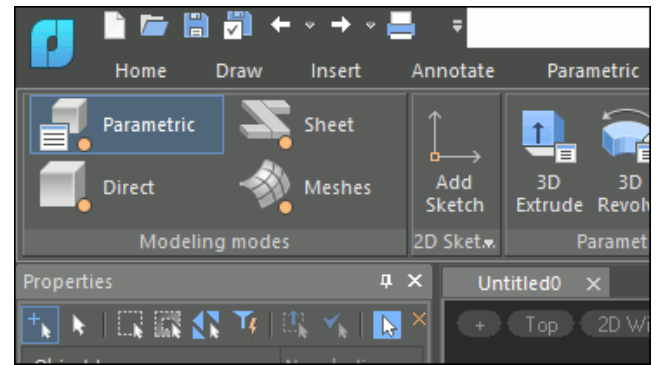 Home Draw Insert Annotate Parametric
Parametric Sheet
Direct Meshes
Add Sketch
3D Extrude
3D
Modeling modes
2D Sket
Properties
Untitled0
+ Top 2D